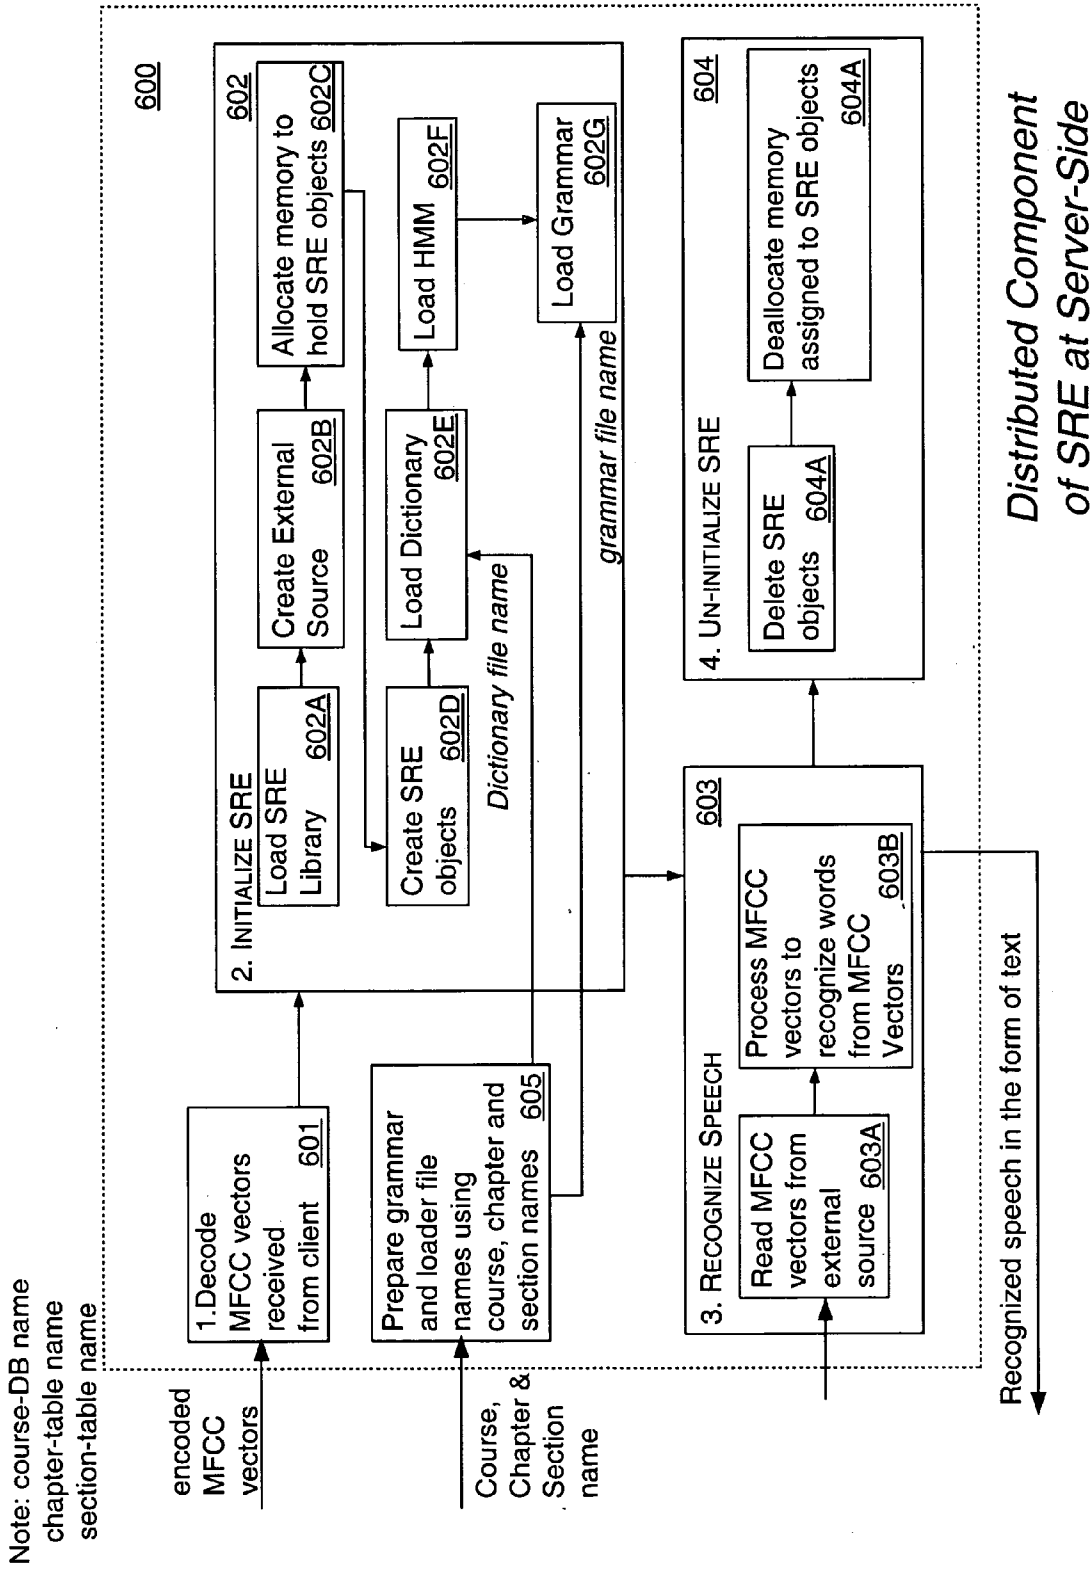 Note: course-DB name
chapter-table name
section-table name
600
encoded
MFCC
vectors
1.Decode
MFCC vectors
received
from client 601
2. INITIALIZE SRE
602
Load SRE
Library 602A
Create External
Source 602B
Allocate memory to
hold SRE objects 602C
Create SRE
objects 602D
Load Dictionary
602E
Load HMM
602F
Load Grammar
602G
Course,
Chapter &
Section
name
Prepare grammar
and loader file
names using
course, chapter and
section names 605
Dictionary file name
grammar file name
3. RECOGNIZE SPEECH
603
Read MFCC
vectors from
external
source 603A
Process MFCC
vectors to
recognize words
from MFCC
Vectors 603B
4. UN-INITIALIZE SRE
604
Delete SRE
objects 604A
Deallocate memory
assigned to SRE objects
604A
Recognized speech in the form of text
Distributed Component
of SRE at Server-Side